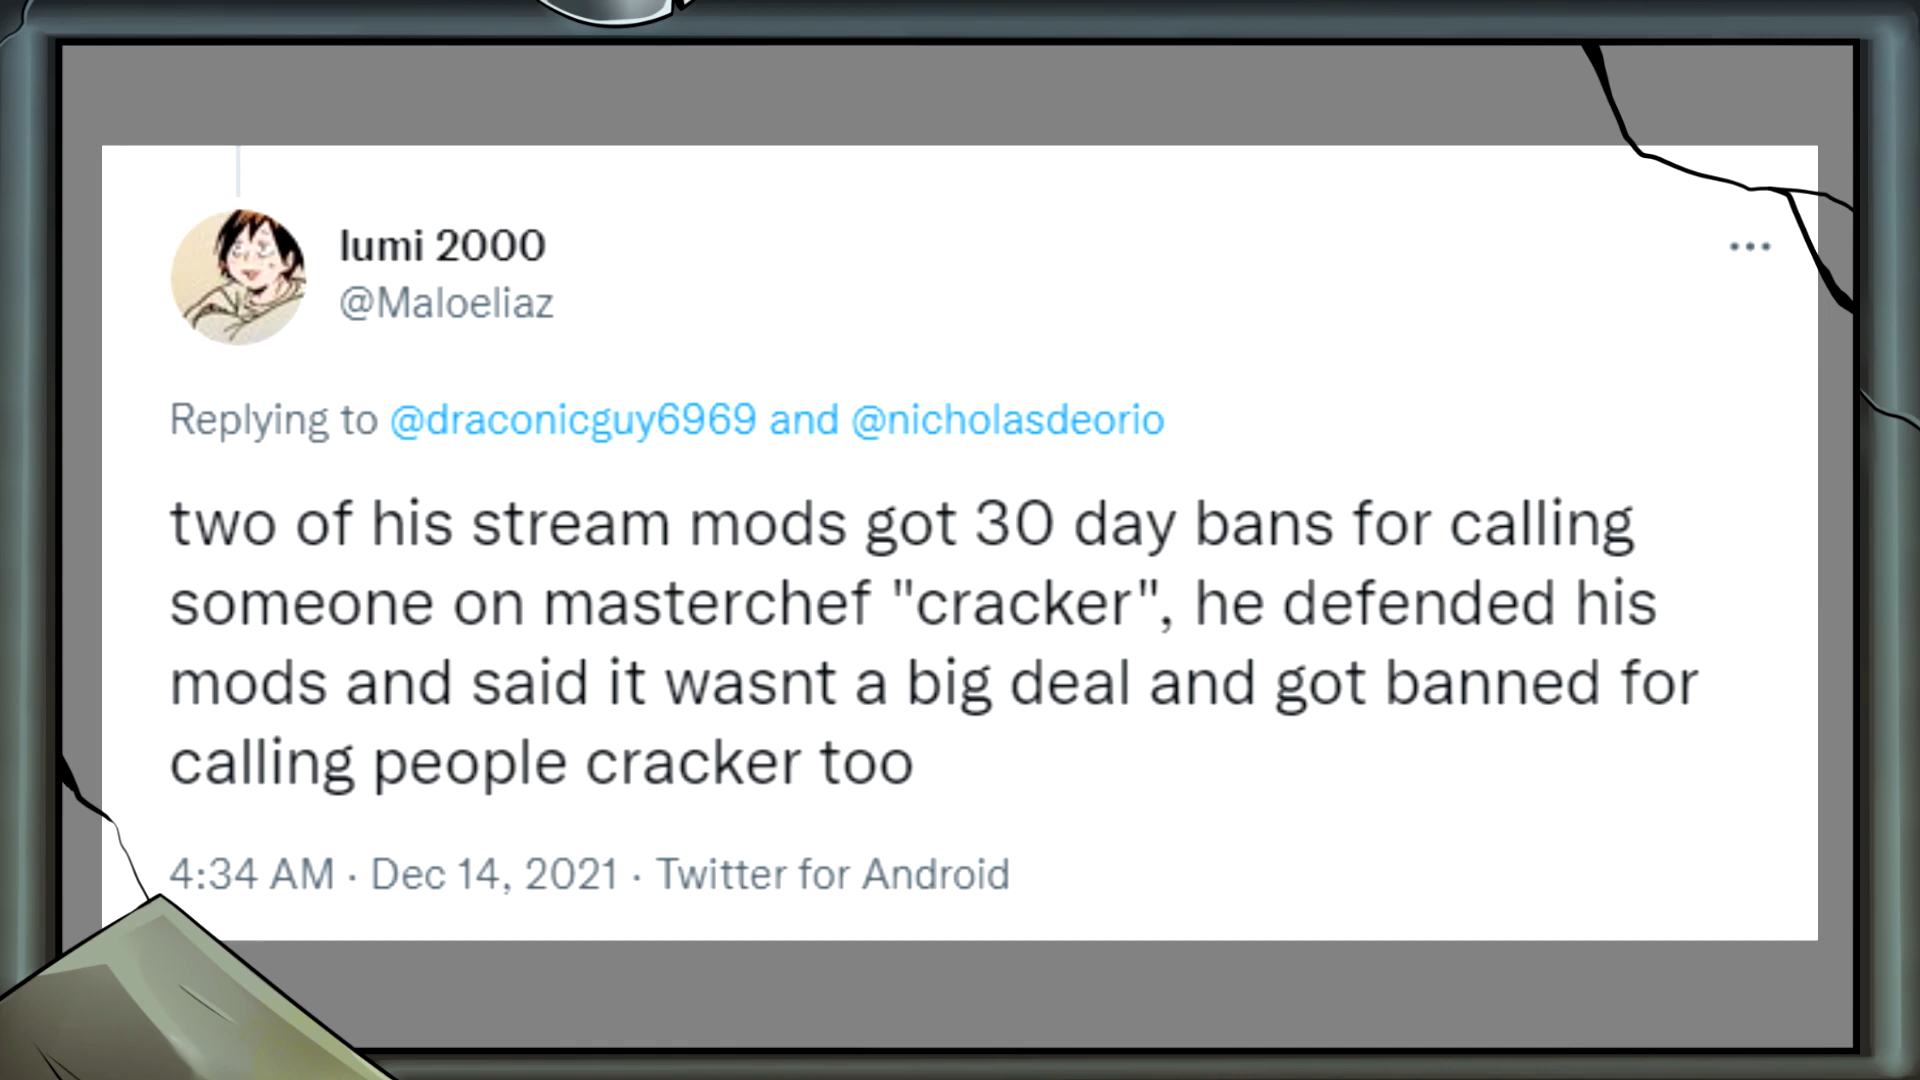 lumi 2000
@Maloeliaz
Replying to @draconicguy6969 and @nicholasdeorio
two of his stream mods got 30 day bans for calling
someone on masterchef "cracker", he defended his
mods and said it wasnt a big deal and got banned for
calling people cracker too
4:34 AM · Dec 14, 2021 · Twitter for Android